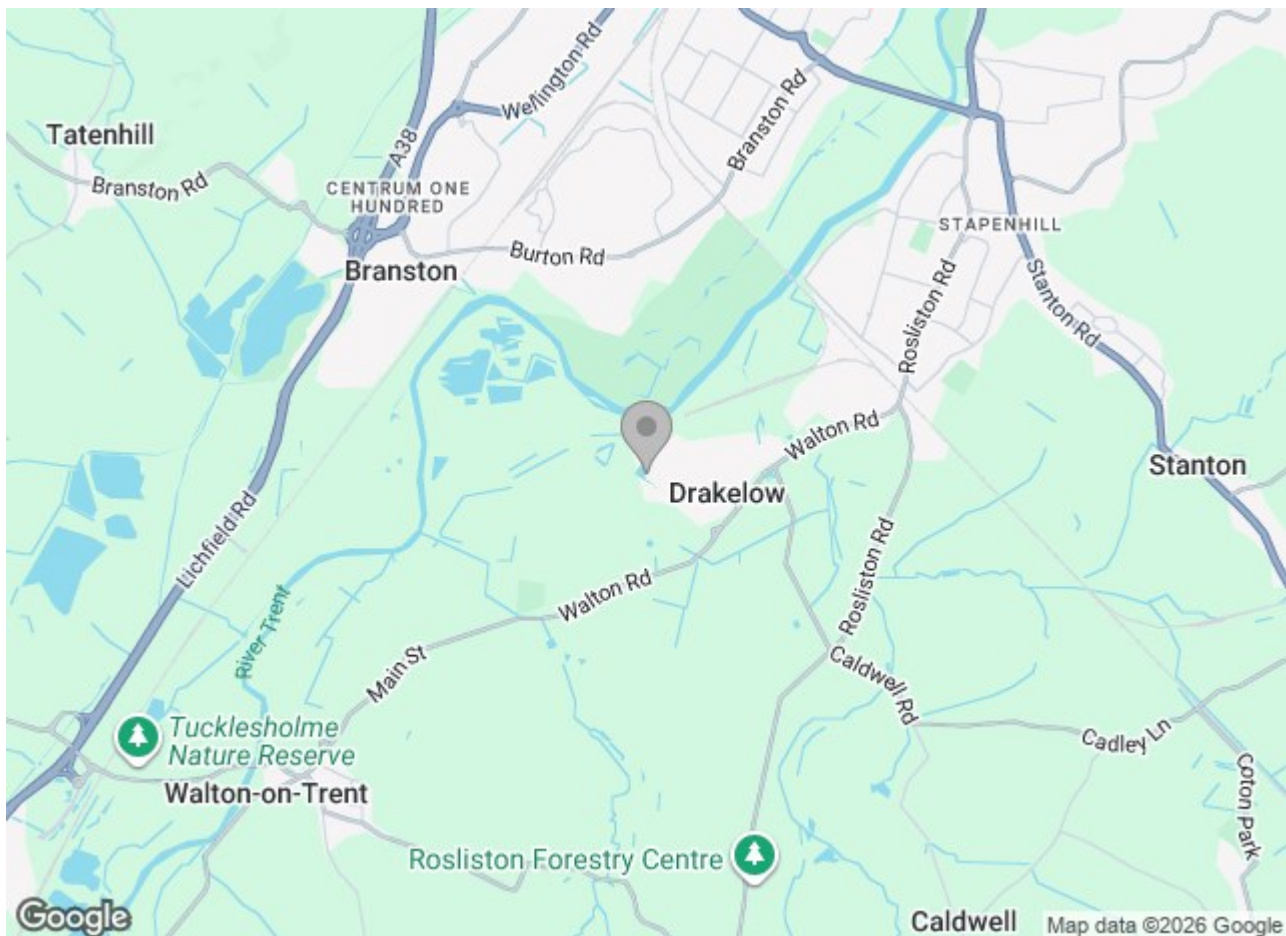 Wellington Rd
A38
Branston Rd
Tatenhill
Branston Rd
CENTRUM ONE
HUNDRED
Burton Rd
Branston
STAPENHILL
Rosliston Rd
Stanton Rd
Walton Rd
Stanton
Drakelow
Lichfield Rd
Walton Rd
Rosliston Rd
River Trent
Main St
Caldwell Rd
Tucklesholme
Nature Reserve
Cadley Ln
Walton-on-Trent
Coton Park
Rosliston Forestry Centre
Caldwell
Google
Map data ©2026 Google